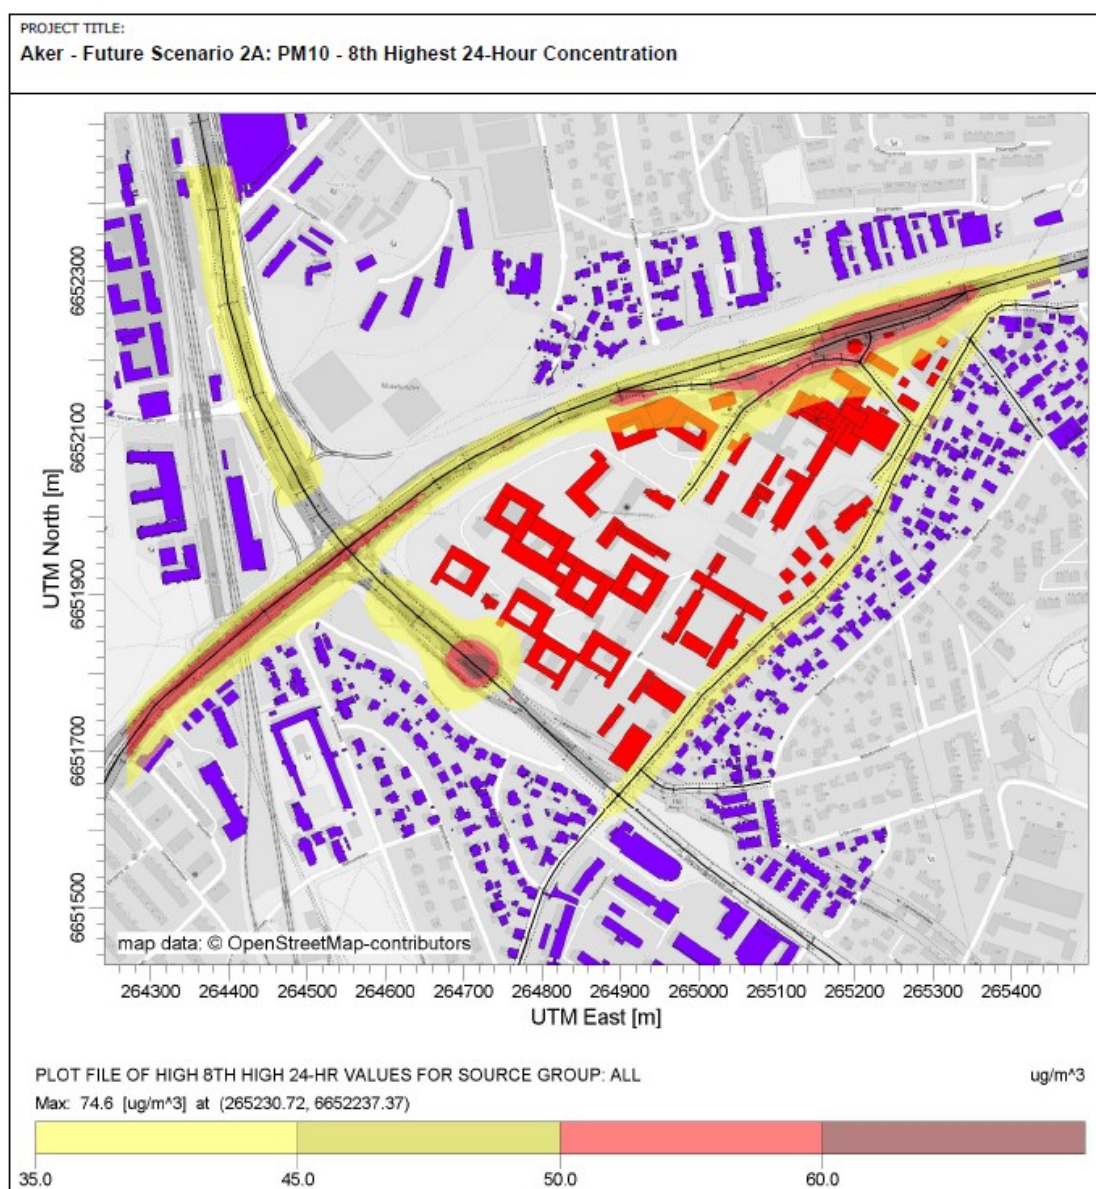 PROJECT TITLE:
Aker - Future Scenario 2A: PM10 - 8th Highest 24-Hour Concentration
UTM North [m]
6652300
6652100
6651900
6651700
6651500
map data: © OpenStreetMap-contributors
264300 264400 264500 264600 264700 264800 264900 265000 265100 265200 265300 265400
UTM East [m]
PLOT FILE OF HIGH 8TH HIGH 24-HR VALUES FOR SOURCE GROUP: ALL ug/m^3
Max: 74.6 [ug/m^3] at (265230.72, 6652237.37)
35.0 45.0 50.0 60.0